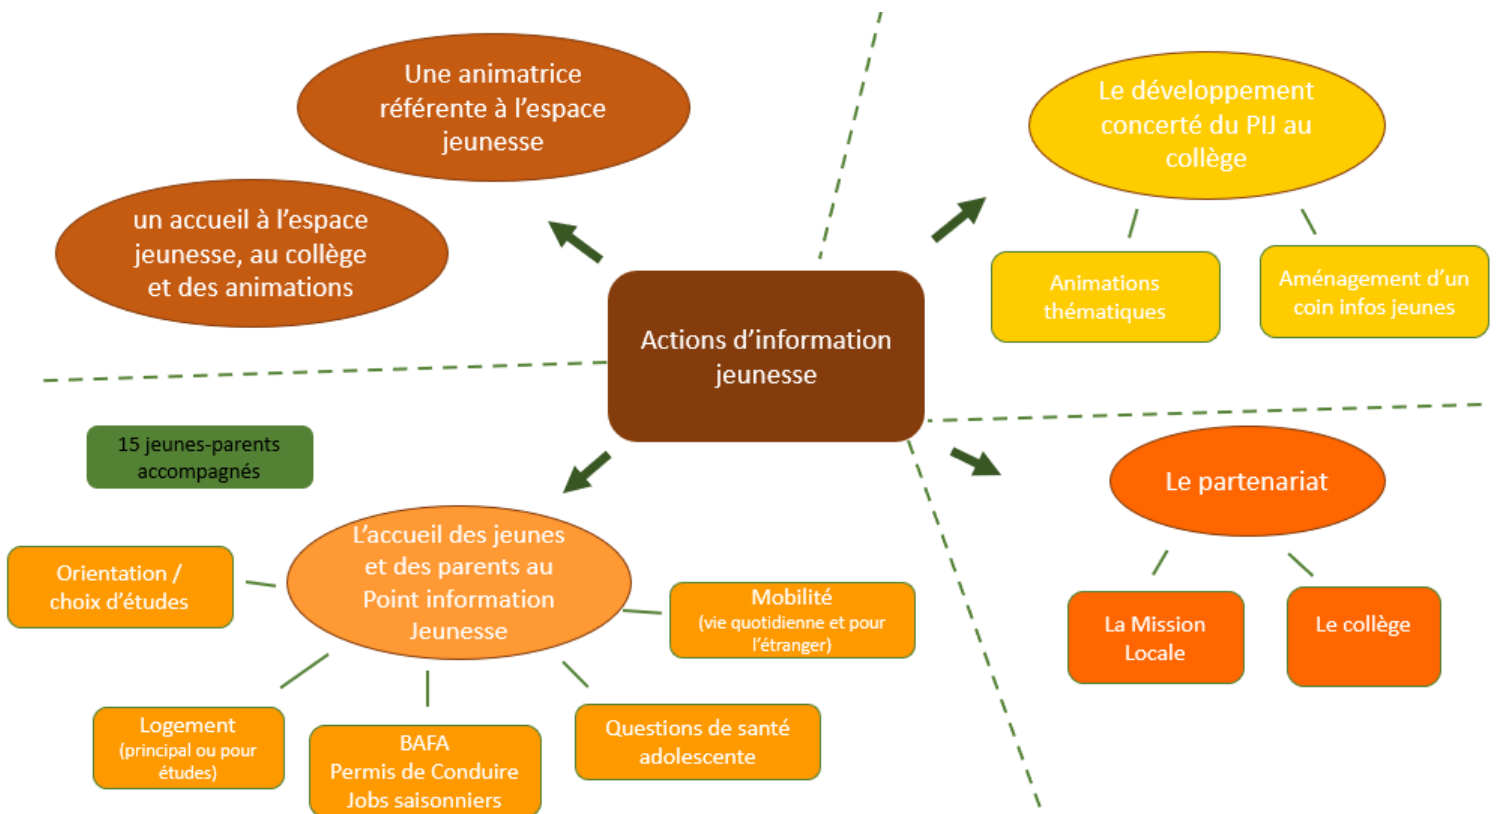 Une animatrice
référente à l'espace
jeunesse
un accueil à l'espace
jeunesse, au collège
et des animations
Le développement
concerté du PIJ au
collège
Animations
thématiques
Aménagement d'un
coin infos jeunes
Actions d'information
jeunesse
15 jeunes-parents
accompagnés
L'accueil des jeunes
et des parents au
Point information
Jeunesse
Orientation /
choix d'études
Mobilité
(vie quotidienne et pour
l'étranger)
Logement
(principal ou pour
études)
BAFA
Permis de Conduire
Jobs saisonniers
Questions de santé
adolescente
Le partenariat
La Mission
Locale
Le collège